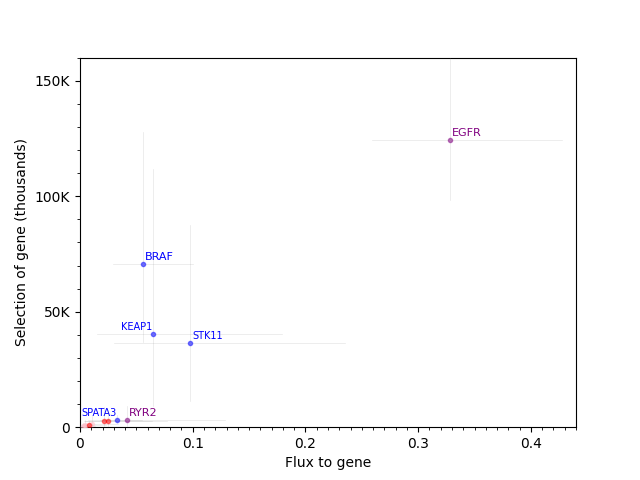 150K
100K
50K
0
Selection of gene (thousands)
EGFR
BRAF
KEAP1
STK11
SPATA3
RYR2
0
0.1
0.2
0.3
0.4
Flux to gene